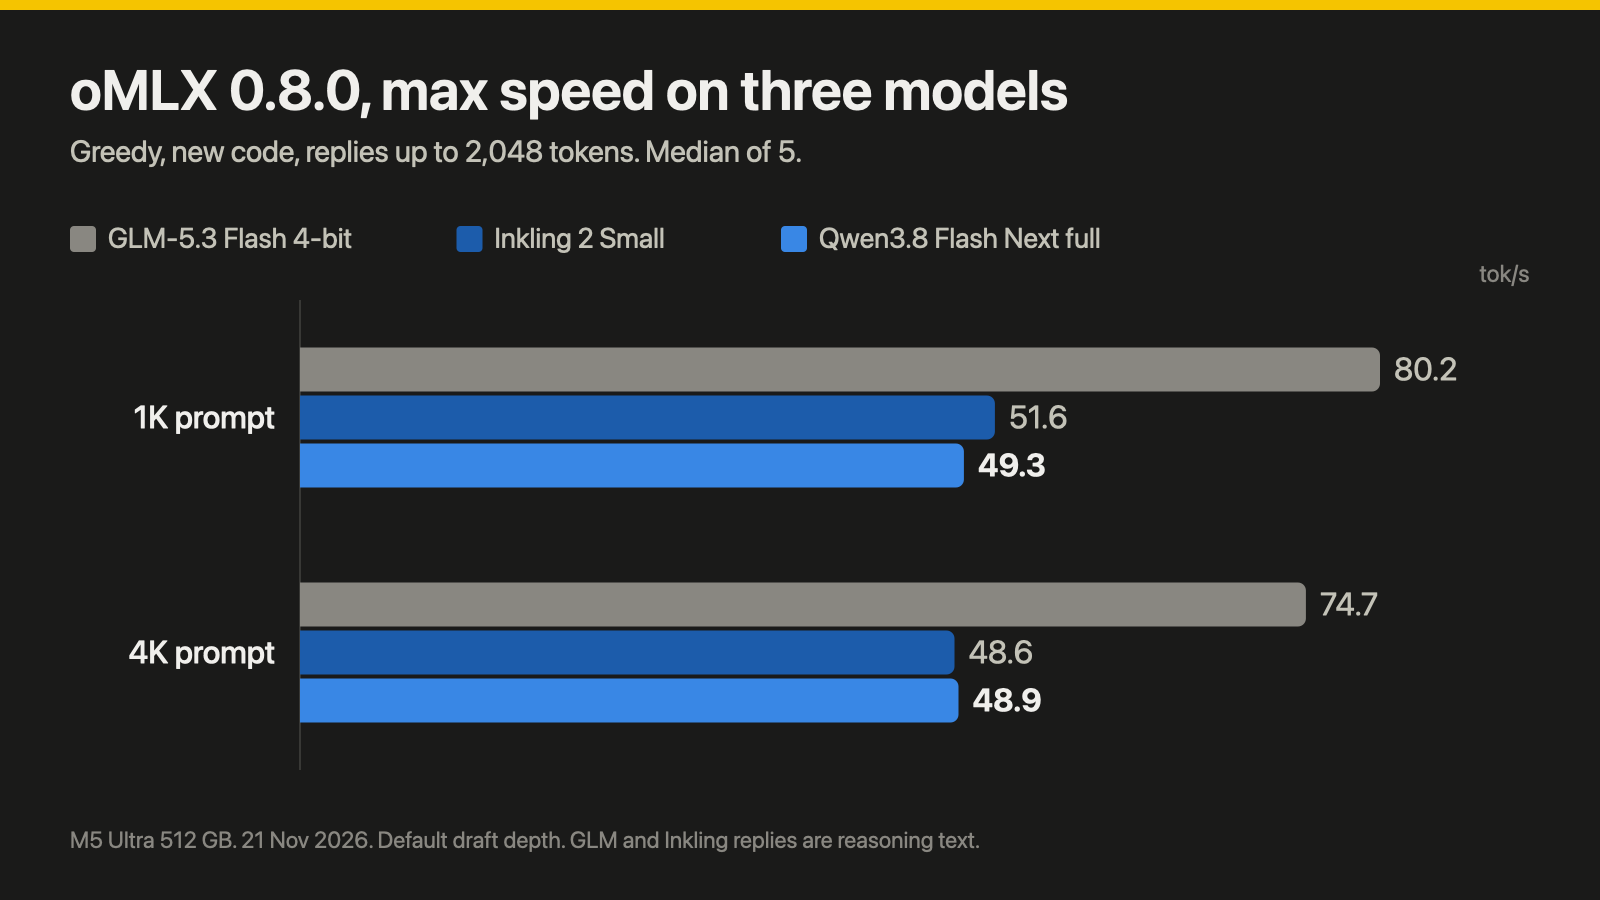 oMLX 0.8.0, max speed on three models
Greedy, new code, replies up to 2,048 tokens. Median of 5.
GLM-5.3 Flash 4-bit
Inkling 2 Small
Qwen3.8 Flash Next full
tok/s
1K prompt
80.2
51.6
49.3
4K prompt
74.7
48.6
48.9
M5 Ultra 512 GB. 21 Nov 2026. Default draft depth. GLM and Inkling replies are reasoning text.